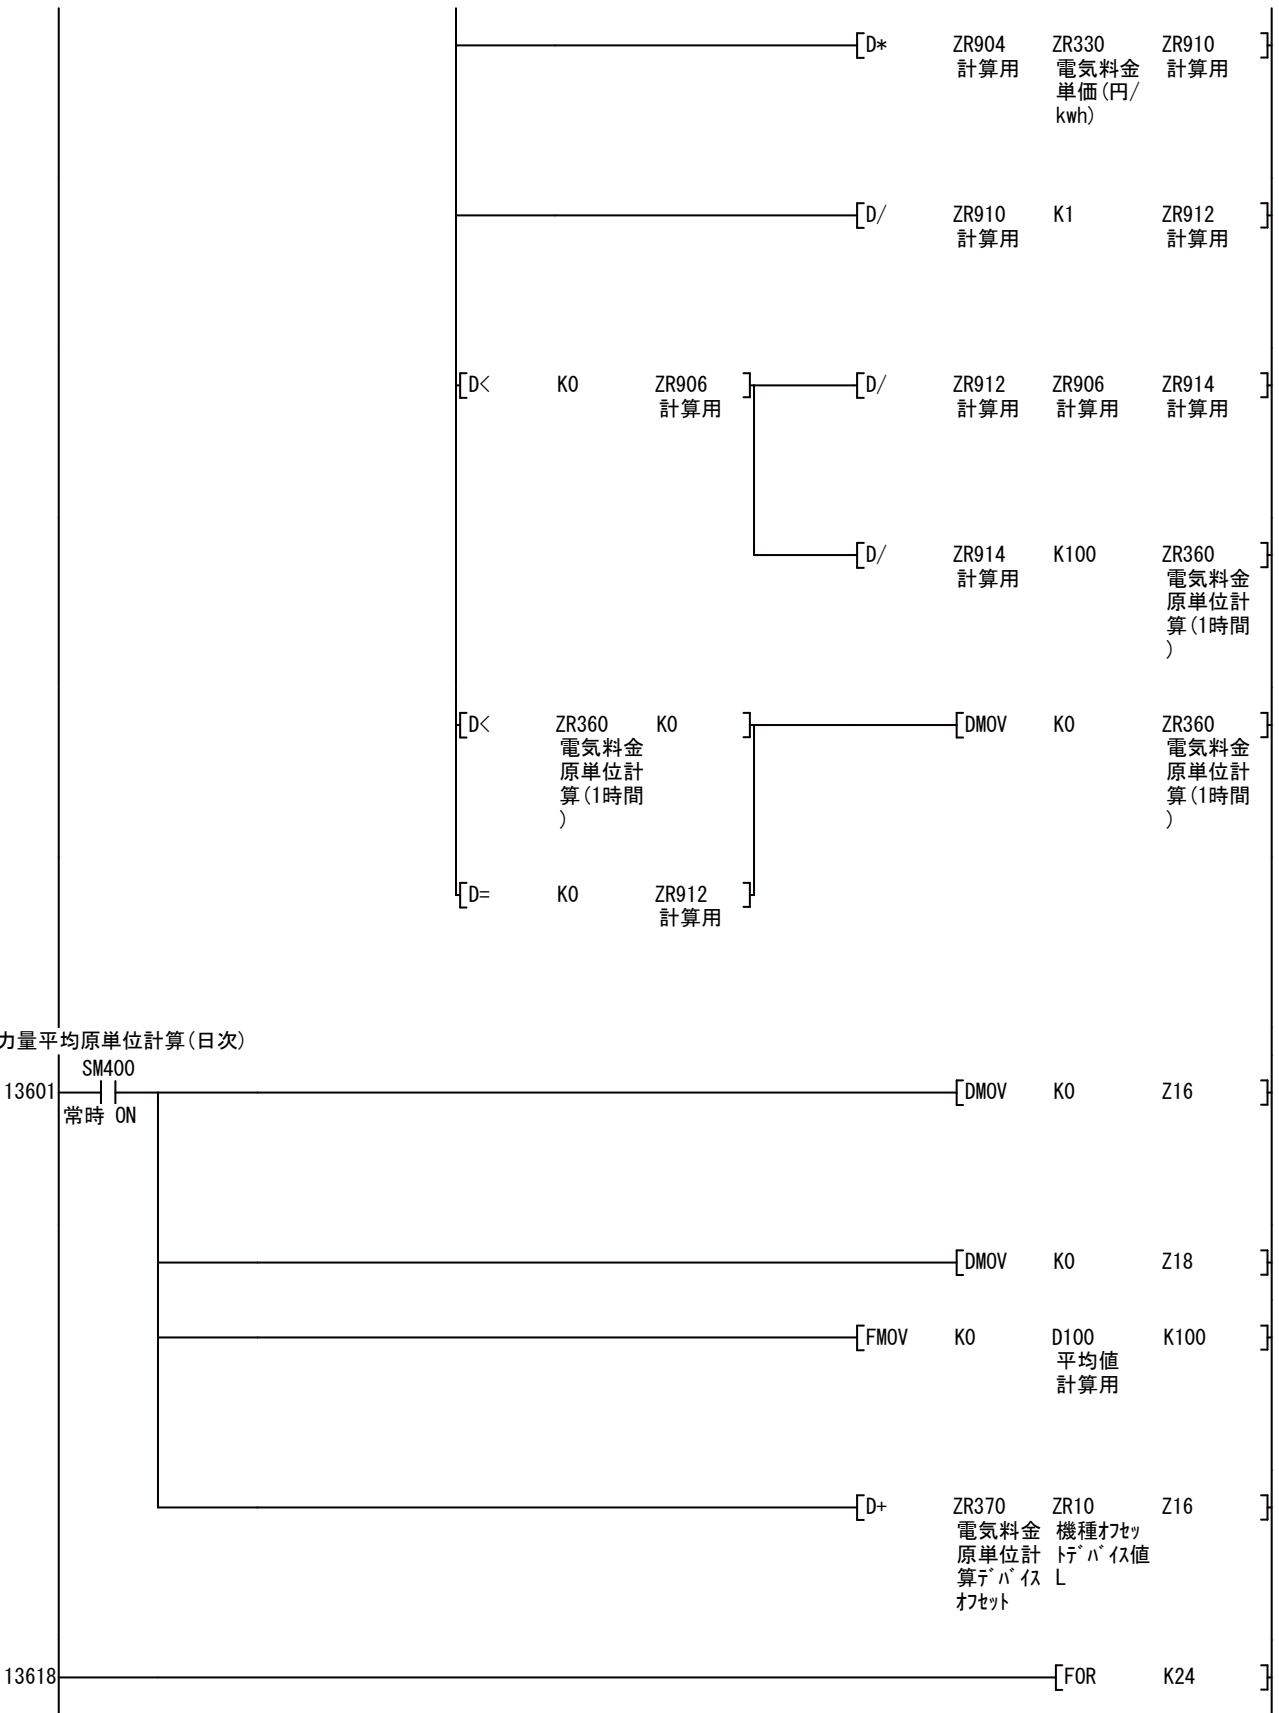 [D* ZR904 ZR330 ZR910 ]
計算用 電気料金 計算用
単価(円/
kwh)
[D/ ZR910 K1 ZR912 ]
計算用 計算用
[D< K0 ZR906 ] [D/ ZR912 ZR906 ZR914 ]
計算用 計算用 計算用 計算用
[D/ ZR914 K100 ZR360 ]
計算用 電気料金
原単位計
算(1時間
)
[D< ZR360 K0 ] [DMOV K0 ZR360 ]
電気料金 電気料金
原単位計 原単位計
算(1時間 算(1時間
) )
[D= K0 ZR912 ]
計算用
力量平均原単位計算(日次)
SM400
13601 [DMOV K0 Z16 ]
常時 ON
[DMOV K0 Z18 ]
[FMOV K0 D100 K100 ]
平均値
計算用
[D+ ZR370 ZR10 Z16 ]
電気料金 機種ｵﾌｾｯ
原単位計 ﾄﾃﾞﾊﾞｲｽ値
算ﾃﾞﾊﾞｲｽ L
ｵﾌｾｯﾄ
13618 [FOR K24 ]